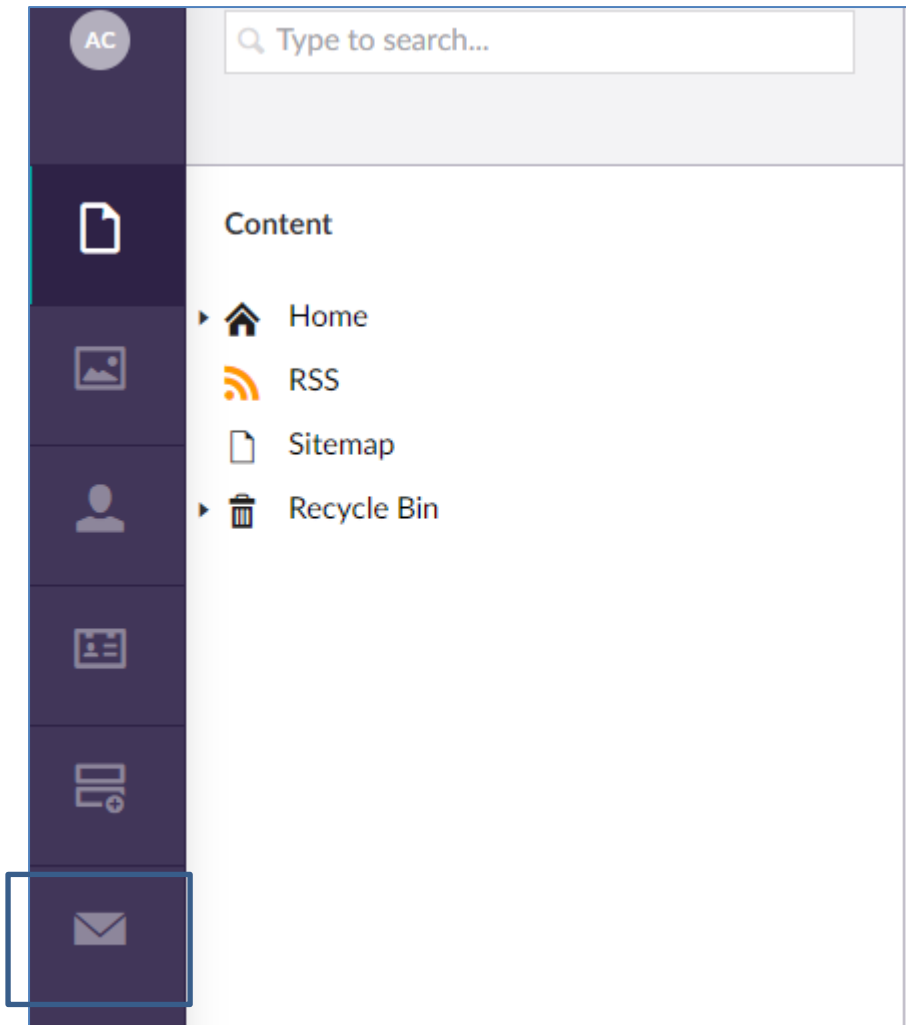 AC
Type to search...
Content
Home
RSS
Sitemap
Recycle Bin